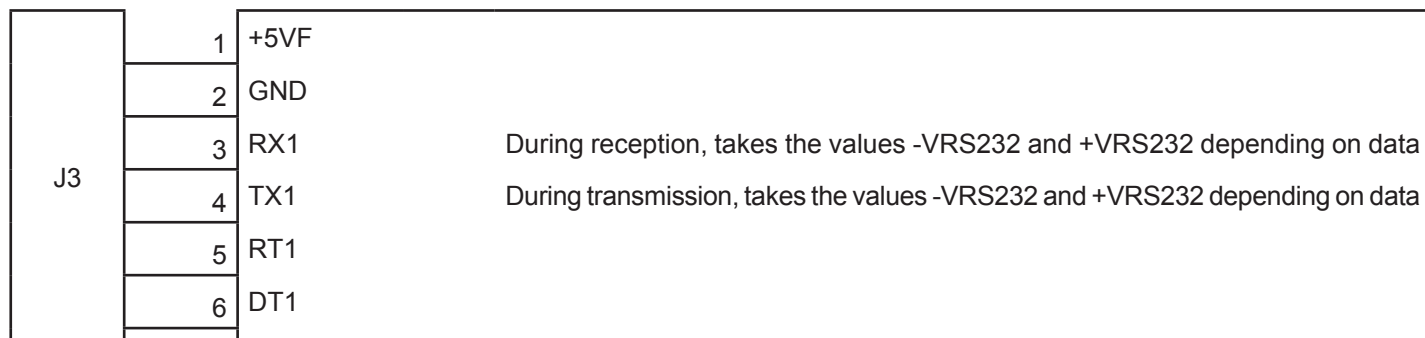 1 +5VF
2 GND
3 RX1 During reception, takes the values -VRS232 and +VRS232 depending on data
J3
4 TX1 During transmission, takes the values -VRS232 and +VRS232 depending on data
5 RT1
6 DT1